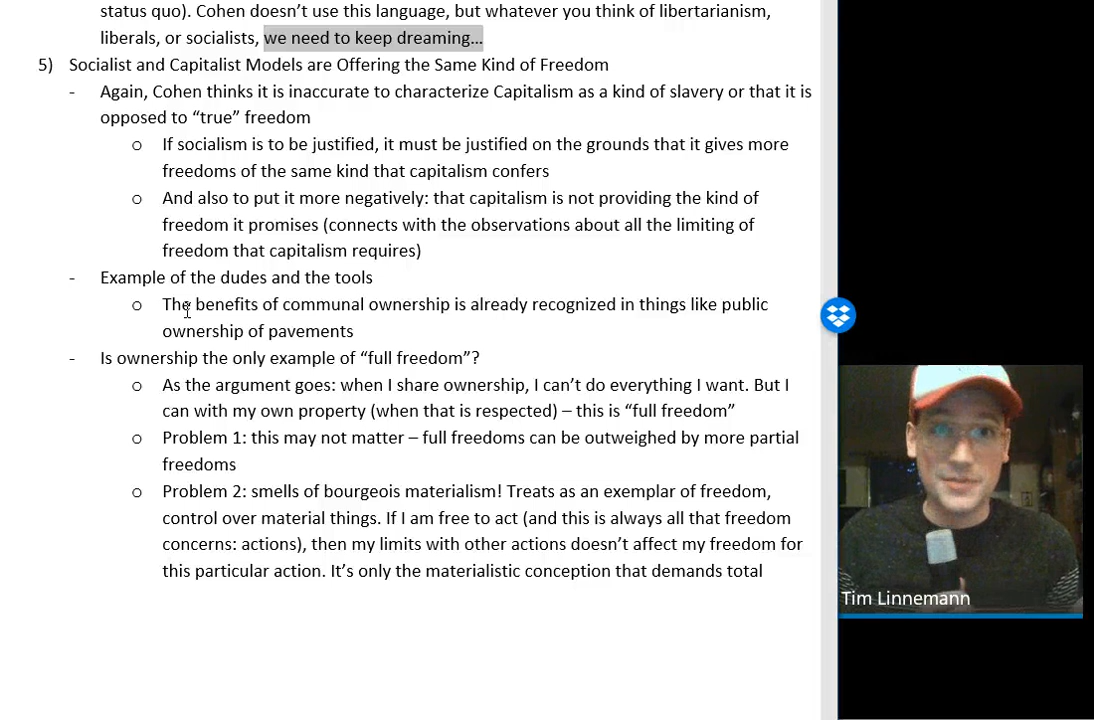 status quo). Cohen doesn’t use this language, but whatever you think of libertarianism,
liberals, or socialists, we need to keep dreaming…
5) Socialist and Capitalist Models are Offering the Same Kind of Freedom
- Again, Cohen thinks it is inaccurate to characterize Capitalism as a kind of slavery or that it is
opposed to “true” freedom
o If socialism is to be justified, it must be justified on the grounds that it gives more
freedoms of the same kind that capitalism confers
o And also to put it more negatively: that capitalism is not providing the kind of
freedom it promises (connects with the observations about all the limiting of
freedom that capitalism requires)
- Example of the dudes and the tools
o The benefits of communal ownership is already recognized in things like public
ownership of pavements
- Is ownership the only example of “full freedom”?
o As the argument goes: when I share ownership, I can’t do everything I want. But I
can with my own property (when that is respected) – this is “full freedom”
o Problem 1: this may not matter – full freedoms can be outweighed by more partial
freedoms
o Problem 2: smells of bourgeois materialism! Treats as an exemplar of freedom,
control over material things. If I am free to act (and this is always all that freedom
concerns: actions), then my limits with other actions doesn’t affect my freedom for
this particular action. It’s only the materialistic conception that demands total
Tim Linnemann